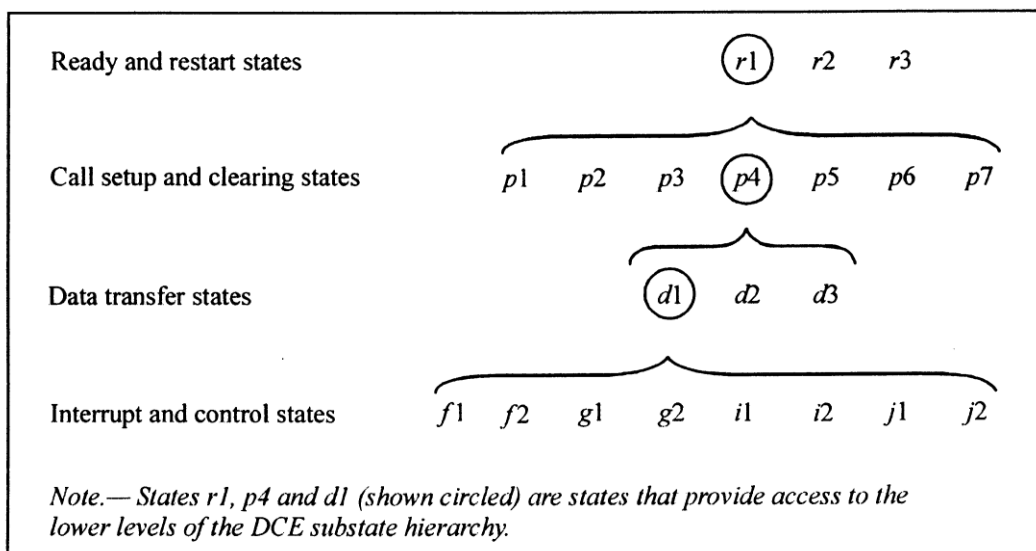 Ready and restart states r1 r2 r3
Call setup and clearing states p1 p2 p3 p4 p5 p6 p7
Data transfer states d1 d2 d3
Interrupt and control states f1 f2 g1 g2 i1 i2 j1 j2
Note.— States r1, p4 and d1 (shown circled) are states that provide access to the
lower levels of the DCE substate hierarchy.